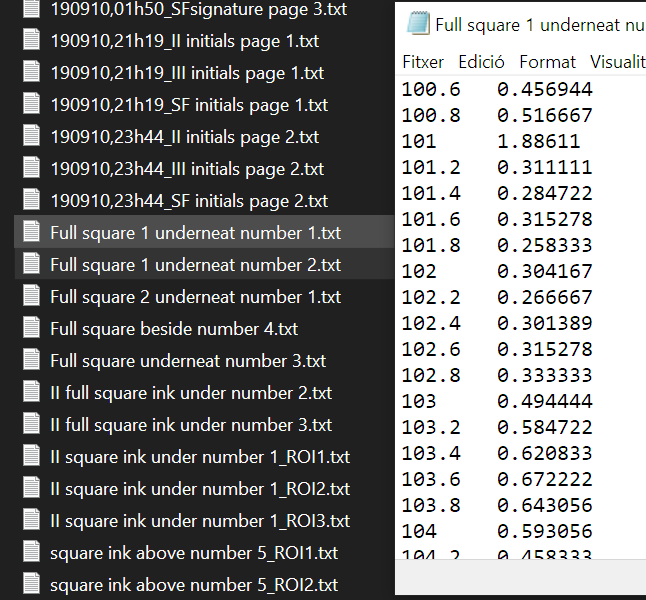 190910,01h50_SFsignature page 3.txt
190910,21h19_II initials page 1.txt
190910,21h19_III initials page 1.txt
190910,21h19_SF initials page 1.txt
190910,23h44_II initials page 2.txt
190910,23h44_III initials page 2.txt
190910,23h44_SF initials page 2.txt
Full square 1 underneat number 1.txt
Full square 1 underneat number 2.txt
Full square 2 underneat number 1.txt
Full square beside number 4.txt
Full square underneat number 3.txt
II full square ink under number 2.txt
II full square ink under number 3.txt
II square ink under number 1_ROI1.txt
II square ink under number 1_ROI2.txt
II square ink under number 1_ROI3.txt
square ink above number 5_ROI1.txt
square ink above number 5_ROI2.txt
Full square 1 underneat nu
Fitxer Edició Format Visualit
100.6 0.456944
100.8 0.516667
101 1.88611
101.2 0.311111
101.4 0.284722
101.6 0.315278
101.8 0.258333
102 0.304167
102.2 0.266667
102.4 0.301389
102.6 0.315278
102.8 0.333333
103 0.494444
103.2 0.584722
103.4 0.620833
103.6 0.672222
103.8 0.643056
104 0.593056
104.2 0.458333